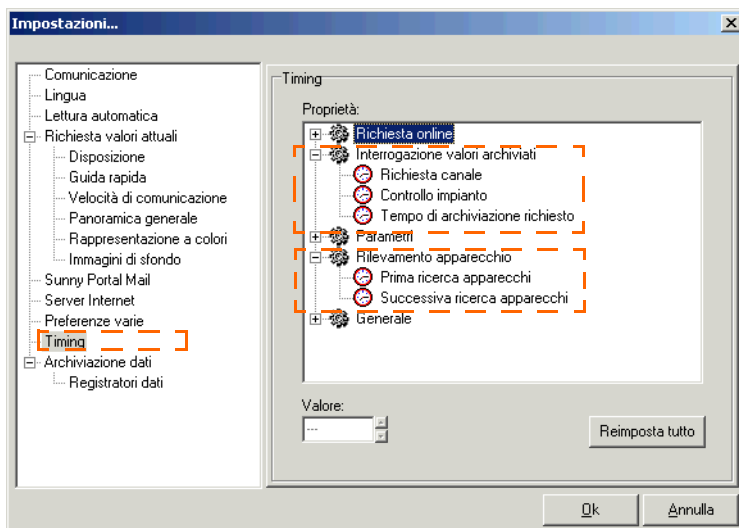 Impostazioni...
Comunicazione
Lingua
Lettura automatica
Richiesta valori attuali
Disposizione
Guida rapida
Velocità di comunicazione
Panoramica generale
Rappresentazione a colori
Immagini di sfondo
Sunny Portal Mail
Server Internet
Preferenze varie
Timing
Archiviazione dati
Registratori dati
Timing
Proprietà:
Richiesta online
Interrogazione valori archiviati
Richiesta canale
Controllo impianto
Tempo di archiviazione richiesto
Parametri
Rilevamento apparecchio
Prima ricerca apparecchi
Successiva ricerca apparecchi
Generale
Valore:
---
Reimposta tutto
Ok
Annulla